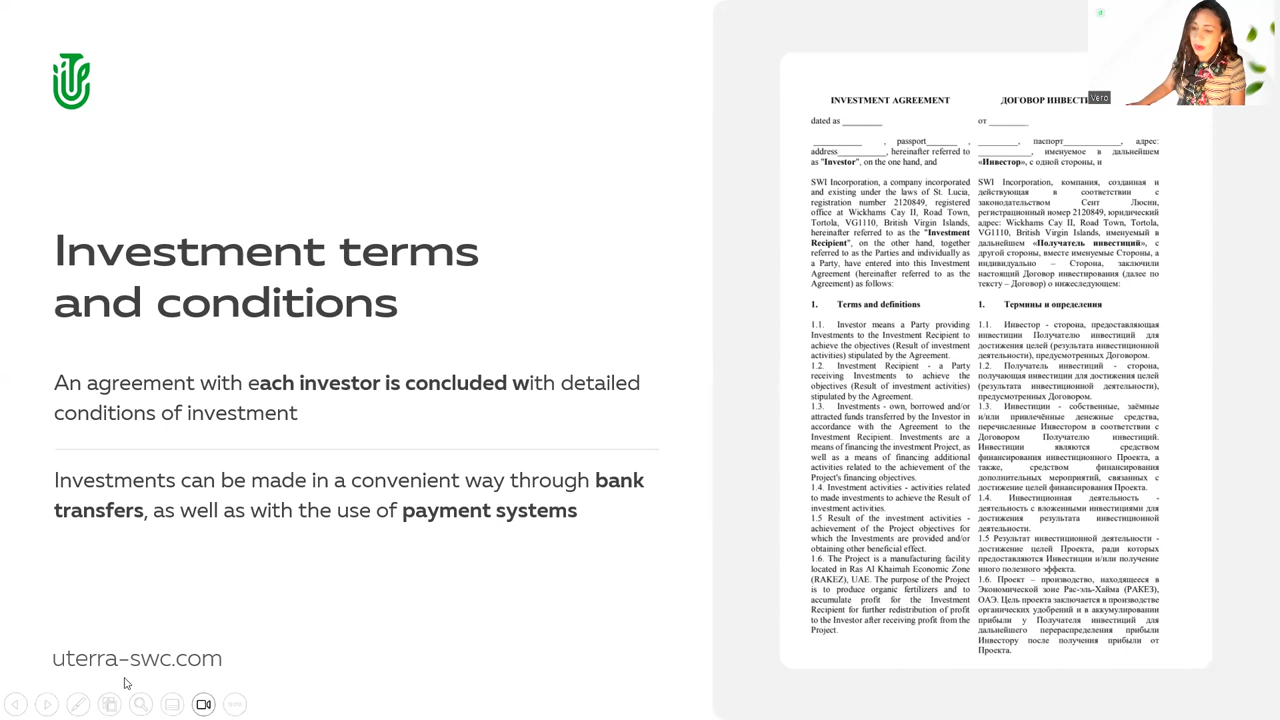 Investment terms
and conditions
An agreement with each investor is concluded with detailed
conditions of investment
Investments can be made in a convenient way through bank
transfers, as well as with the use of payment systems
uterra-swc.com
INVESTMENT AGREEMENT
dated as ________
__________ , passport______ ,
address__________, hereinafter referred to
as "Investor", on the one hand, and
SWI Incorporation, a company incorporated
and existing under the laws of St. Lucia,
registration number 2120849, registered
office at Wickhams Cay II, Road Town,
Tortola, VG1110, British Virgin Islands,
hereinafter referred to as the "Investment
Recipient", on the other hand, together
referred to as the Parties and individually as
a Party, have entered into this Investment
Agreement (hereinafter referred to as the
Agreement) as follows:
1. Terms and definitions
1.1. Investor means a Party providing
Investments to the Investment Recipient to
achieve the objectives (Result of investment
activities) stipulated by the Agreement.
1.2. Investment Recipient - a Party
receiving Investments to achieve the
objectives (Result of investment activities)
stipulated by the Agreement.
1.3. Investments - own, borrowed and/or
attracted funds transferred by the Investor in
accordance with the Agreement to the
Investment Recipient. Investments are a
means of financing the investment Project, as
well as a means of financing additional
activities related to the achievement of the
Project's financing objectives.
1.4. Investment activities - activities related
to made investments to achieve the Result of
investment activities.
1.5 Result of the investment activities -
achievement of the Project objectives for
which the Investments are provided and/or
obtaining other beneficial effect.
1.6. The Project is a manufacturing facility
located in Ras Al Khaimah Economic Zone
(RAKEZ), UAE. The purpose of the Project
is to produce organic fertilizers and to
accumulate profit for the Investment
Recipient for further redistribution of profit
to the Investor after receiving profit from the
Project.
ДОГОВОР ИНВЕСТИ
от ________
________, паспорт___________, адрес:
___________, именуемое в дальнейшем
«Инвестор», с одной стороны, и
SWI Incorporation, компания, созданная и
действующая в соответствии с
законодательством Сент Люсии,
регистрационный номер 2120849, юридический
адрес: Wickhams Cay II, Road Town, Tortola,
VG1110, British Virgin Islands, именуемый в
дальнейшем «Получатель инвестиций», с
другой стороны, вместе именуемые Стороны, а
индивидуально – Сторона, заключили
настоящий Договор инвестирования (далее по
тексту – Договор) о нижеследующем:
1. Термины и определения
1.1. Инвестор - сторона, предоставляющая
инвестиции Получателю инвестиций для
достижения целей (результата инвестиционной
деятельности), предусмотренных Договором.
1.2. Получатель инвестиций - сторона,
получающая инвестиции для достижения целей
(результата инвестиционной деятельности),
предусмотренных Договором.
1.3. Инвестиции - собственные, заёмные
и/или привлечённые денежные средства,
перечисленные Инвестором в соответствии с
Договором Получателю инвестиций.
Инвестиции являются средством
финансирования инвестиционного Проекта, а
также, средством финансирования
дополнительных мероприятий, связанных с
достижение целей финансирования Проекта.
1.4. Инвестиционная деятельность -
деятельность с вложенными инвестициями для
достижения результата инвестиционной
деятельности.
1.5 Результат инвестиционной деятельности -
достижение целей Проекта, ради которых
предоставляются Инвестиции и/или получение
иного полезного эффекта.
1.6. Проект – производство, находящееся в
Экономической зоне Рас-эль-Хайма (РАКЕЗ),
ОАЭ. Цель проекта заключается в производстве
органических удобрений и в аккумулировании
прибыли у Получателя инвестиций для
дальнейшего перераспределения прибыли
Инвестору после получения прибыли от
Проекта.
Vero